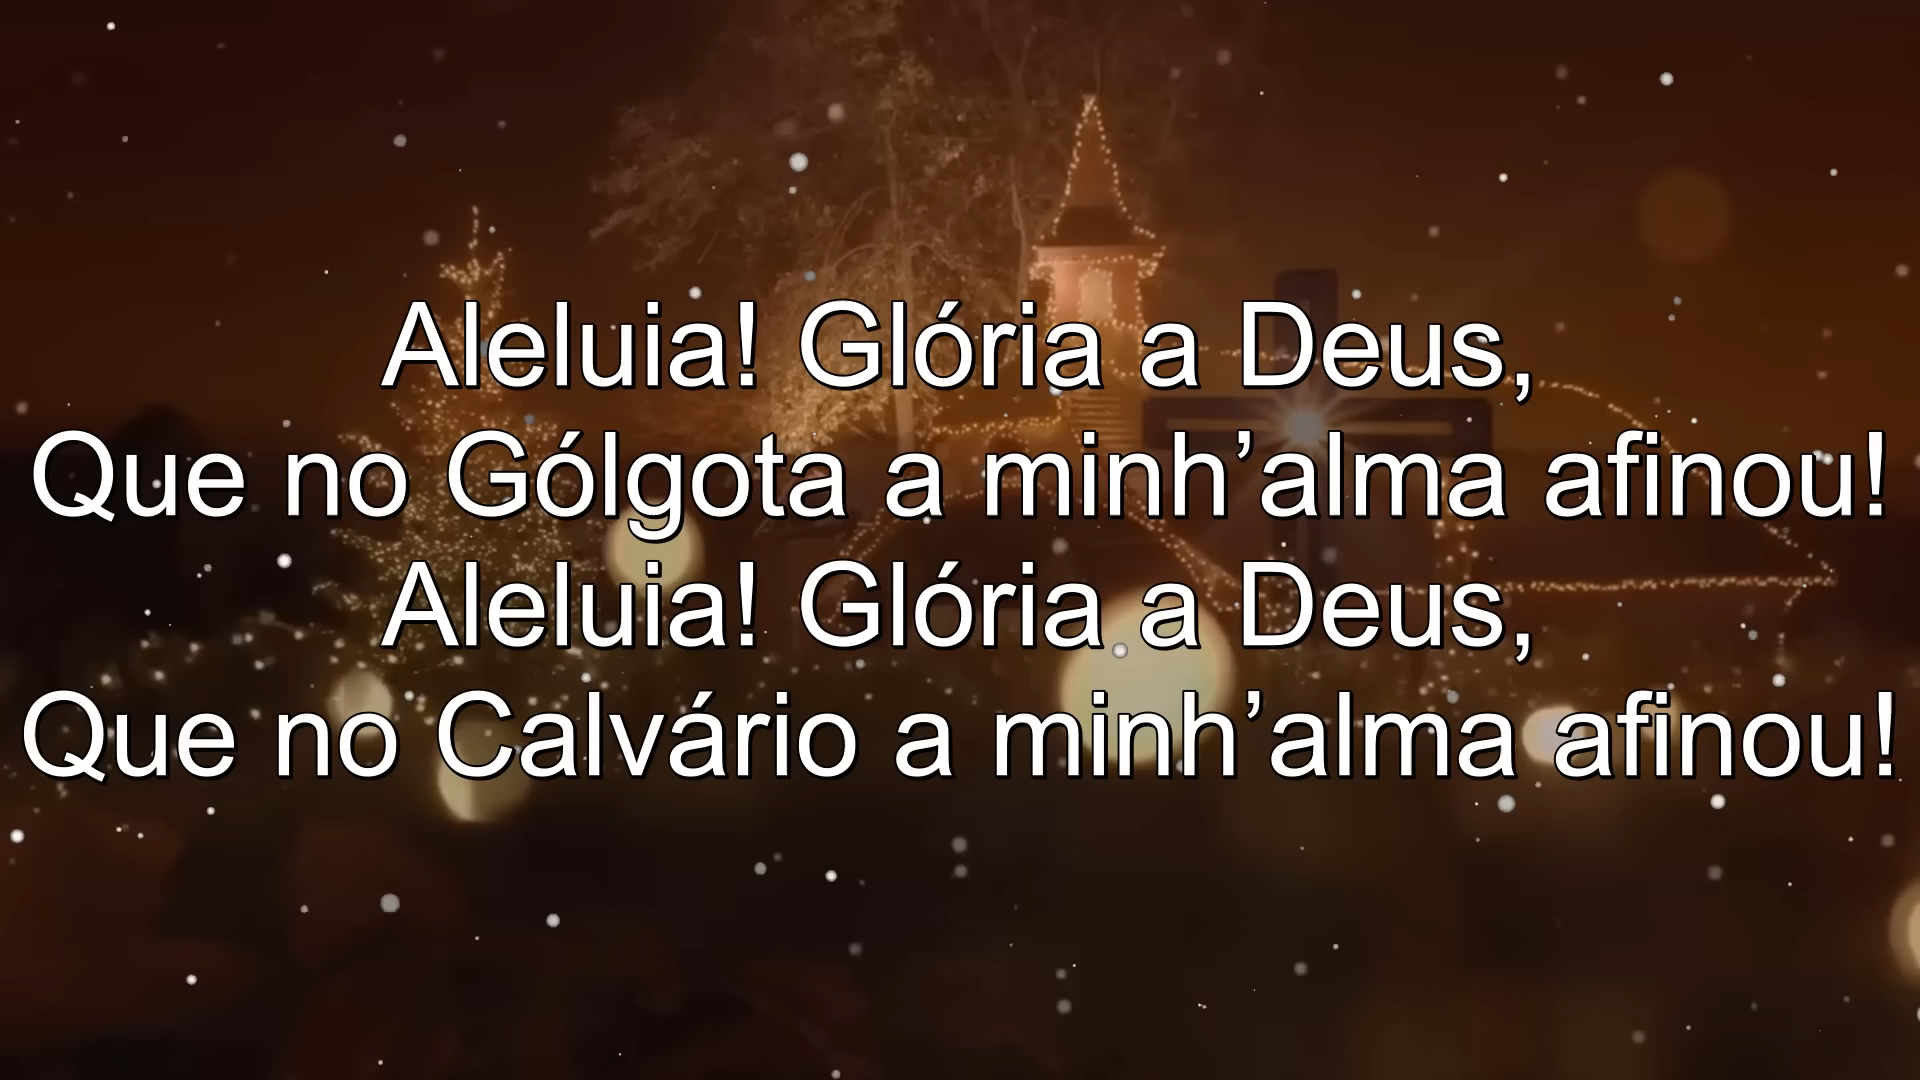 Aleluia! Glória a Deus,
Que no Gólgota a minh’alma afinou!
Aleluia! Glória a Deus,
Que no Calvário a minh’alma afinou!